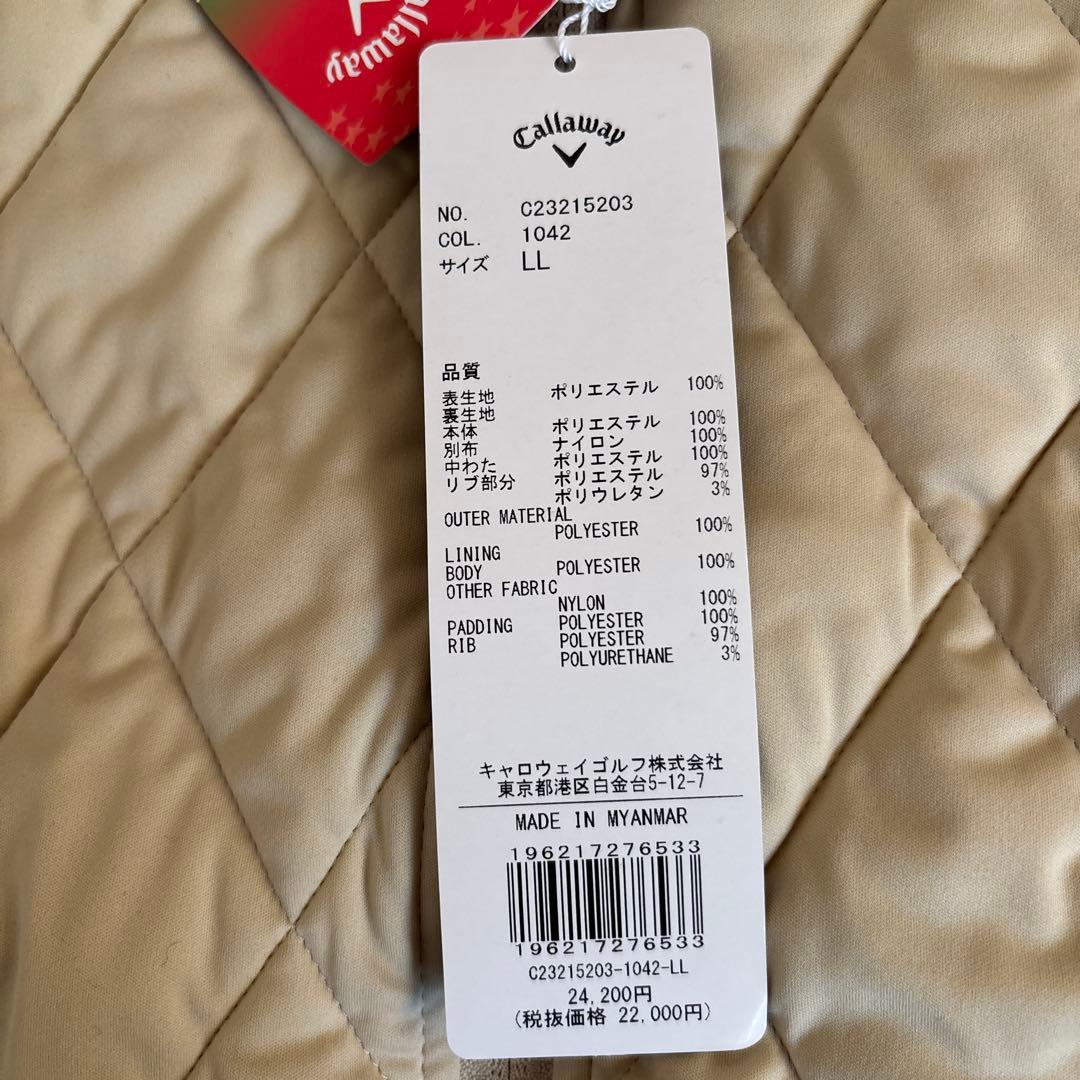 Callaway
Callaway
NO. C23215203
COL. 1042
サイズ LL
品質
表生地 ポリエステル 100%
裏生地
本体 ポリエステル 100%
別布 ナイロン 100%
中わた ポリエステル 100%
リブ部分 ポリエステル 97%
ポリウレタン 3%
OUTER MATERIAL
POLYESTER 100%
LINING
BODY POLYESTER 100%
OTHER FABRIC
NYLON 100%
PADDING POLYESTER 100%
RIB POLYESTER 97%
POLYURETHANE 3%
キャロウェイゴルフ株式会社
東京都港区白金台5-12-7
MADE IN MYANMAR
196217276533
196217276533
C23215203-1042-LL
24,200円
(税抜価格 22,000円)